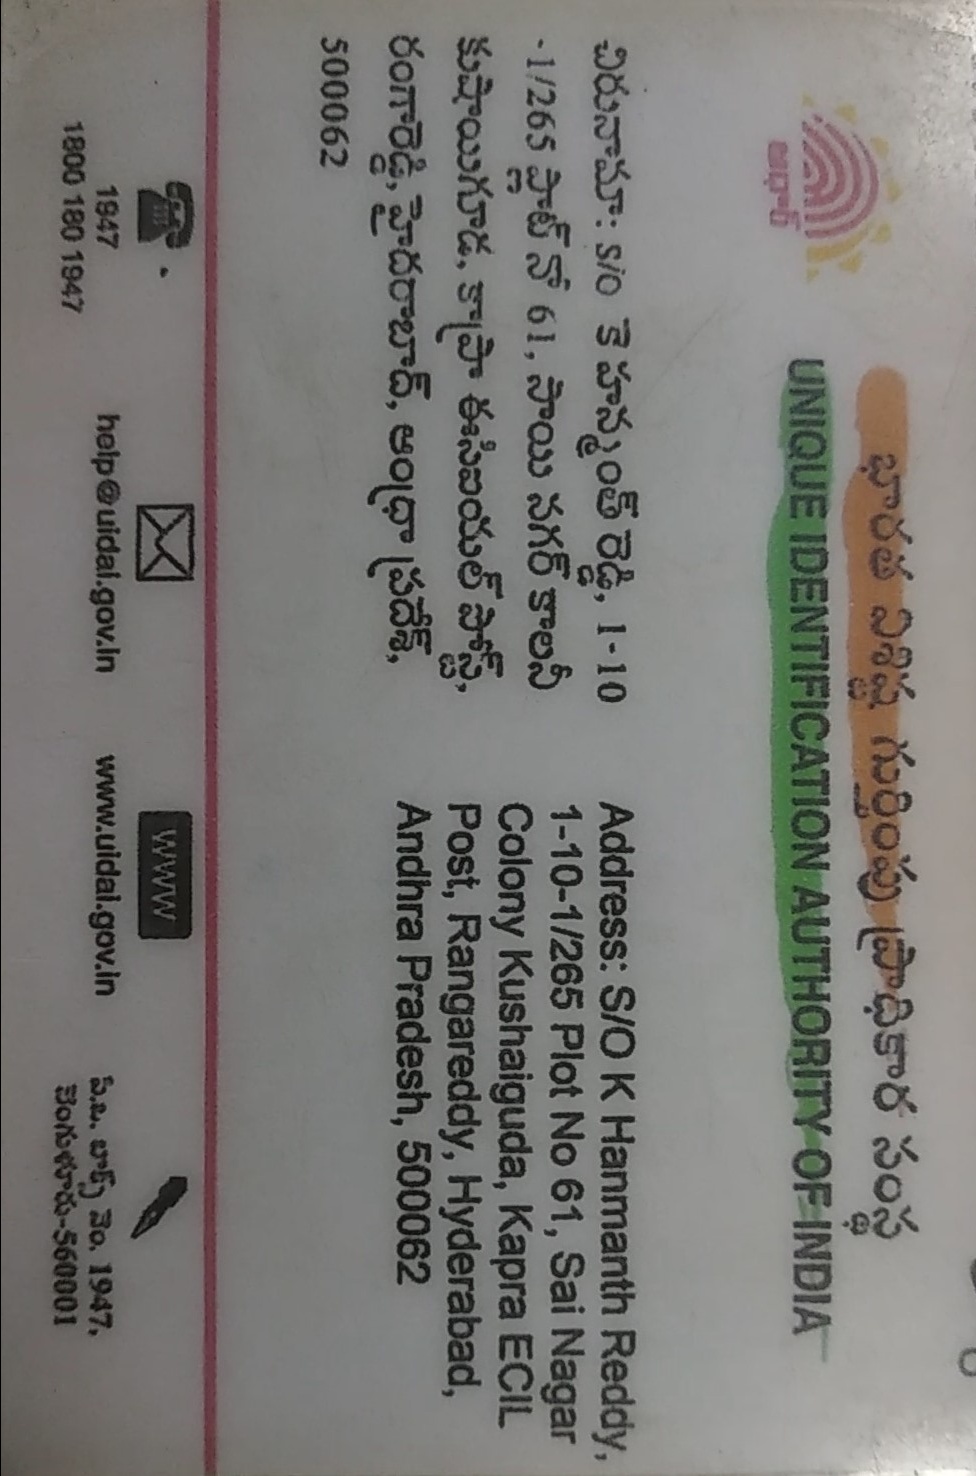 భారత విశిష్ట గుర్తింపు ప్రాధికార సంస్థ
UNIQUE IDENTIFICATION AUTHORITY OF INDIA
ఆధార్
చిరునామా: S/O కె హన్మంత్ రెడ్డి, 1-10
-1/265 ప్లాట్ నో 61, సాయి నగర్ కాలనీ
కుషాయిగూడ, కాప్రా ఈసిఐయల్ పోస్ట్,
రంగారెడ్డి, హైదరాబాద్, ఆంధ్రా ప్రదేశ్,
500062
Address: S/O K Hanmanth Reddy,
1-10-1/265 Plot No 61, Sai Nagar
Colony Kushaiguda, Kapra ECIL
Post, Rangareddy, Hyderabad,
Andhra Pradesh, 500062
1947
1800 180 1947
help@uidai.gov.in
WWW
www.uidai.gov.in
పి.ఒ. బాక్స్ నెం. 1947,
బెంగుళూరు-560001